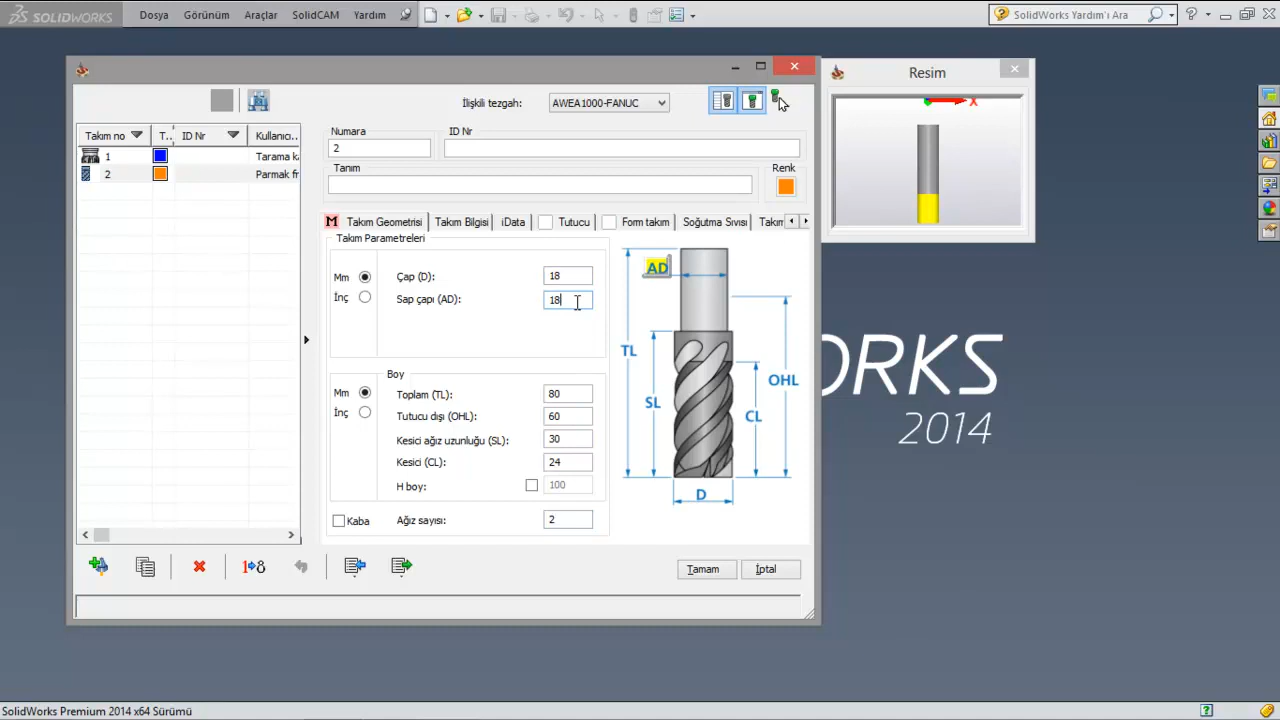 SOLIDWORKS
Dosya Görünüm Araçlar SolidCAM Yardım
SolidWorks Yardım'ı Ara
Resim
X
İlişkili tezgah: AWEA1000-FANUC
Takım no T.. ID Nr Kullanıcı..
1 Tarama ka
2 Parmak fr
Numara ID Nr
2
Tanım Renk
M Takım Geometrisi Takım Bilgisi iData Tutucu Form takım Soğutma Sıvısı Takım
Takım Parametreleri
Mm Çap (D): 18
İnç Sap çapı (AD): 18
Boy
Mm Toplam (TL): 80
İnç Tutucu dışı (OHL): 60
Kesici ağız uzunluğu (SL): 30
Kesici (CL): 24
H boy: 100
Kaba Ağız sayısı: 2
AD
TL
OHL
SL
CL
D
1 8
Tamam İptal
ORKS
2014
SolidWorks Premium 2014 x64 Sürümü